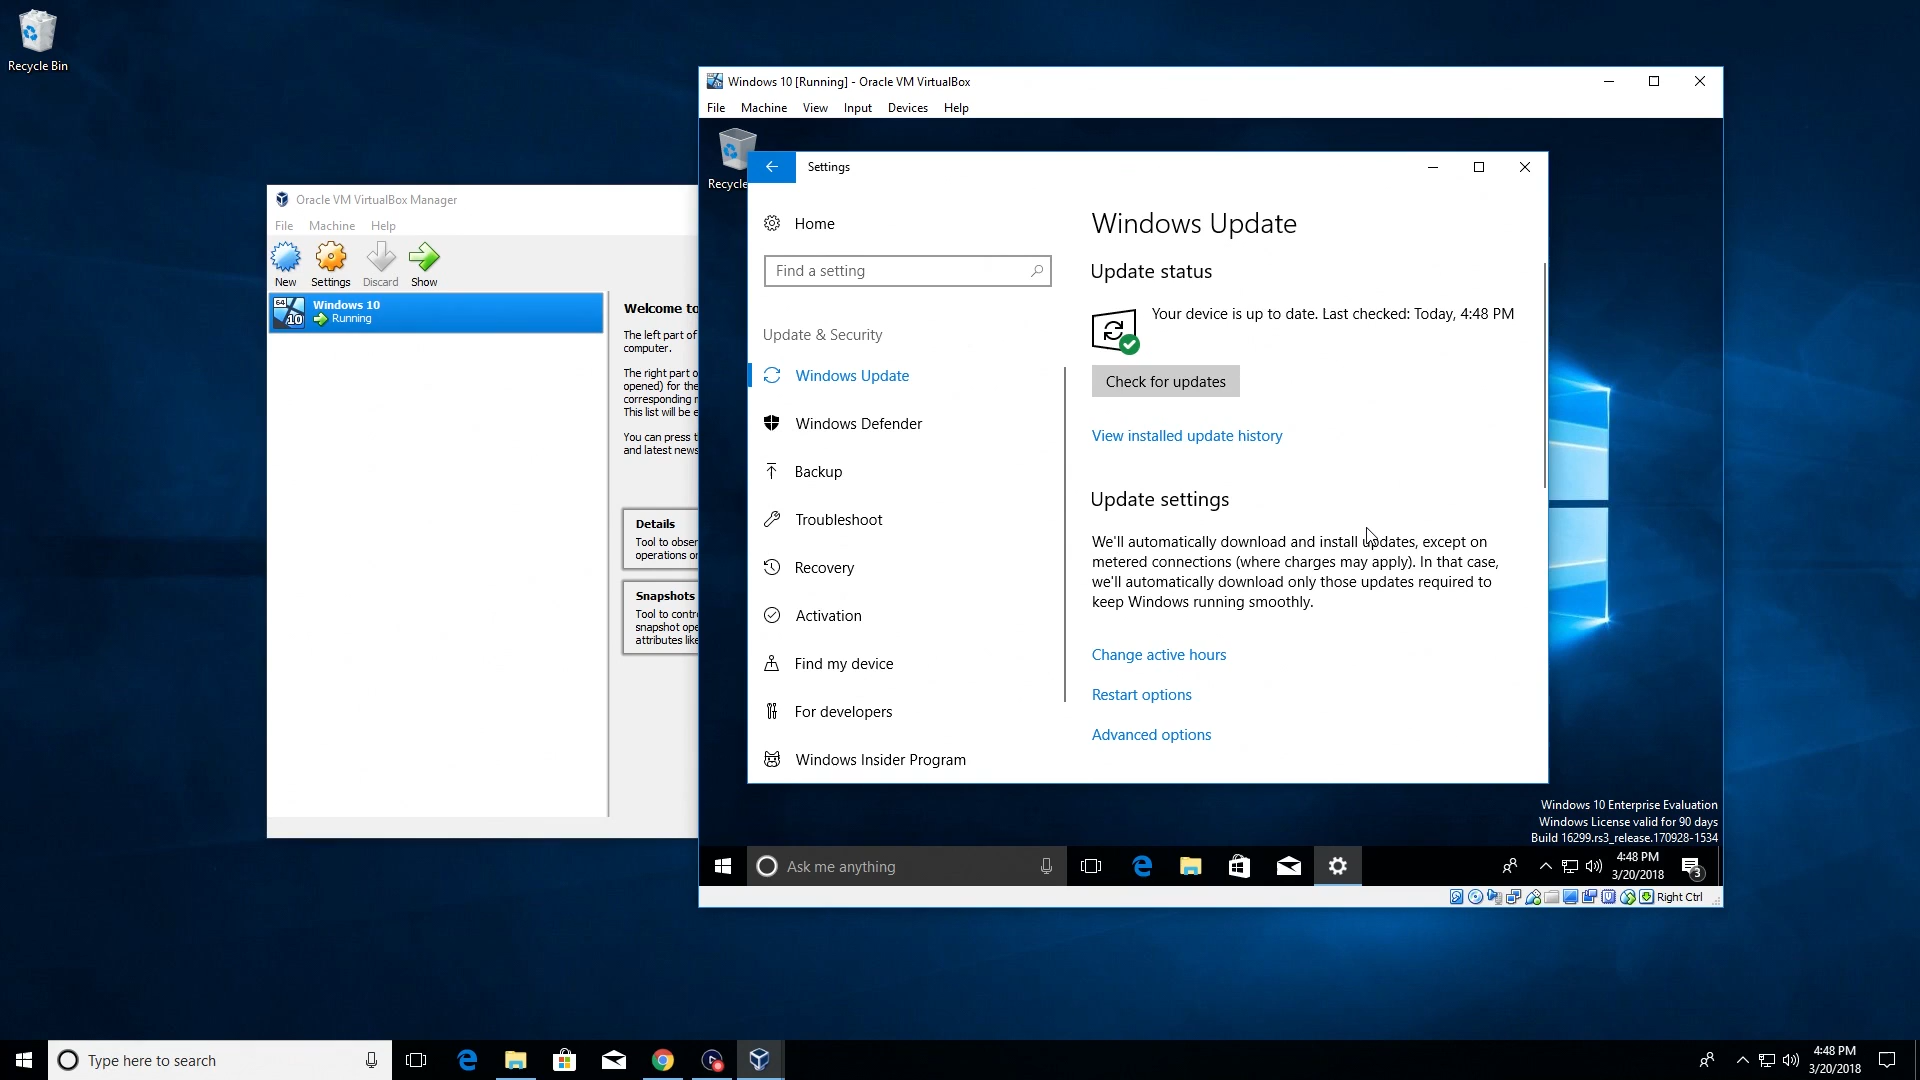 Recycle Bin
Windows 10 [Running] - Oracle VM VirtualBox
File Machine View Input Devices Help
Recycle
Settings
Home
Find a setting
Update & Security
Windows Update
Windows Defender
Backup
Troubleshoot
Recovery
Activation
Find my device
For developers
Windows Insider Program
Windows Update
Update status
Your device is up to date. Last checked: Today, 4:48 PM
Check for updates
View installed update history
Update settings
We'll automatically download and install updates, except on
metered connections (where charges may apply). In that case,
we'll automatically download only those updates required to
keep Windows running smoothly.
Change active hours
Restart options
Advanced options
Windows 10 Enterprise Evaluation
Windows License valid for 90 days
Build 16299.rs3_release.170928-1534
Ask me anything
4:48 PM
3/20/2018
3
Right Ctrl
Oracle VM VirtualBox Manager
File Machine Help
New Settings Discard Show
64
10
Windows 10
Running
Welcome to
The left part of
computer.
The right part o
opened) for the
corresponding
This list will be e
You can press
and latest news
Details
Tool to obser
operations or
Snapshots
Tool to contr
snapshot ope
attributes like
Type here to search
4:48 PM
3/20/2018